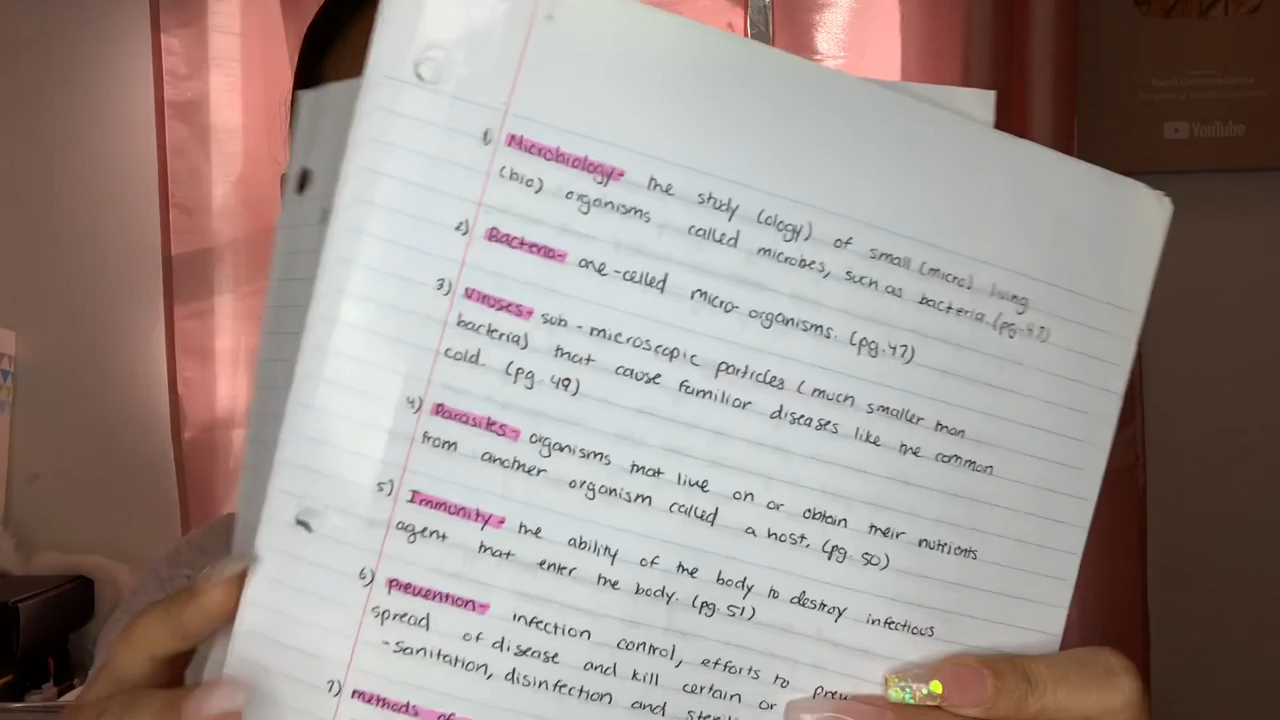 1 Microbiology- the study (ology) of small (micro) living
(bio) organisms called microbes, such as bacteria. (pg. 47)
2) Bacteria- one-celled micro-organisms. (pg. 47)
3) Viruses- sub-microscopic particles (much smaller than
bacteria) that cause familiar diseases like the common
cold. (pg. 49)
4) Parasites- organisms that live on or obtain their nutrients
from another organism called a host. (pg. 50)
5) Immunity- the ability of the body to destroy infectious
agent that enter the body. (pg. 51)
6) prevention- infection control, efforts to
spread of disease and kill certain or
-sanitation, disinfection and
7) methods of
YouTube